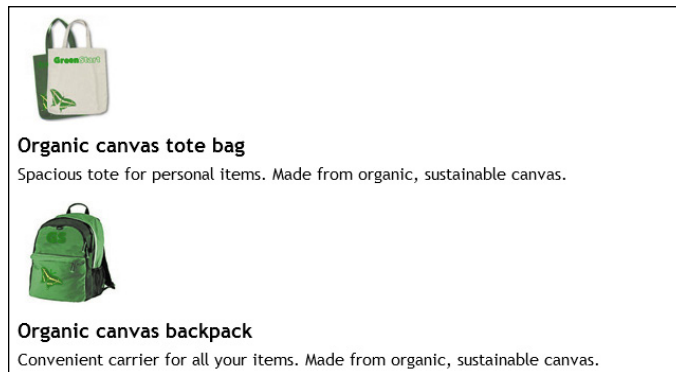 GreenStart
Organic canvas tote bag
Spacious tote for personal items. Made from organic, sustainable canvas.
GS
Organic canvas backpack
Convenient carrier for all your items. Made from organic, sustainable canvas.